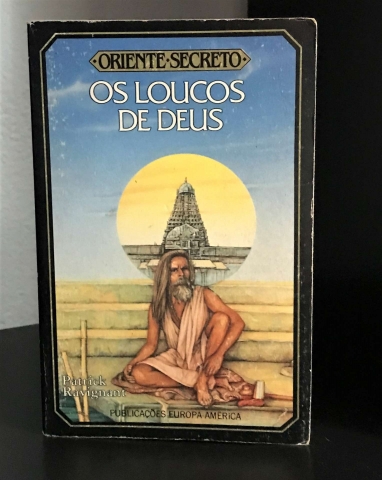 ORIENTE·SECRETO
OS LOUCOS
DE DEUS
Patrick
Ravignant
PUBLICAÇÕES EUROPA-AMÉRICA